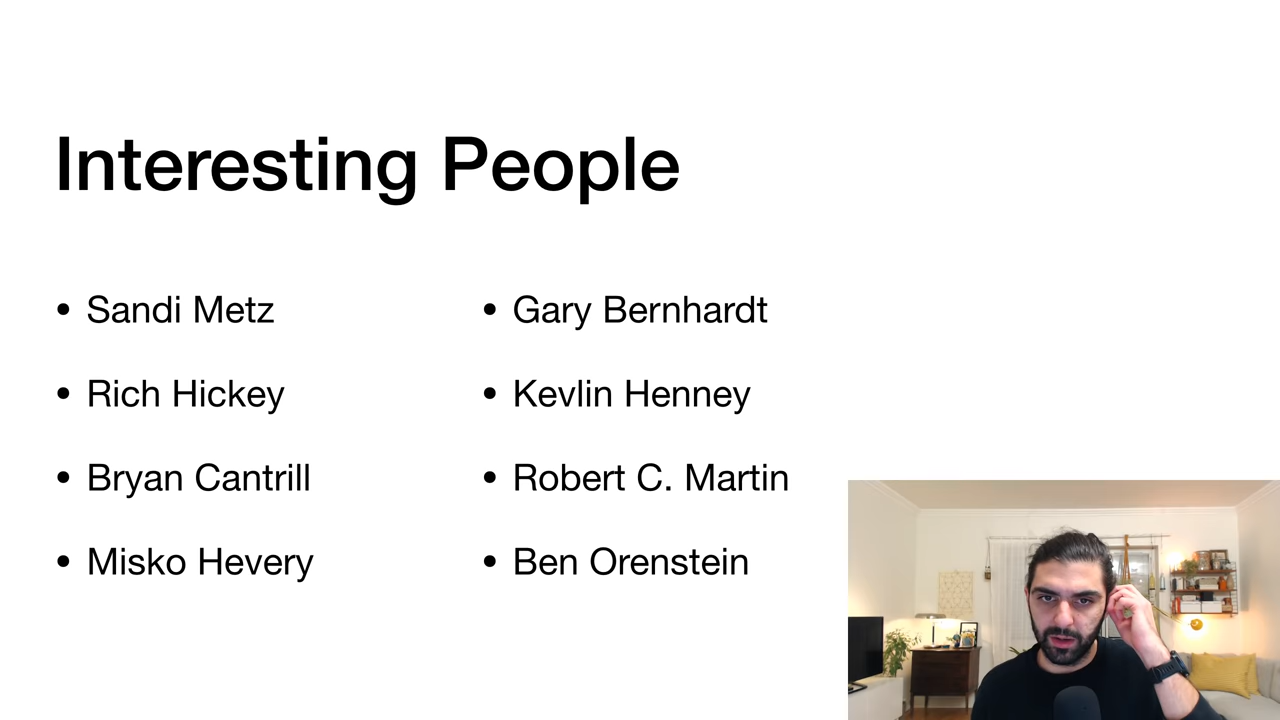 Interesting People
• Sandi Metz
• Rich Hickey
• Bryan Cantrill
• Misko Hevery
• Gary Bernhardt
• Kevlin Henney
• Robert C. Martin
• Ben Orenstein